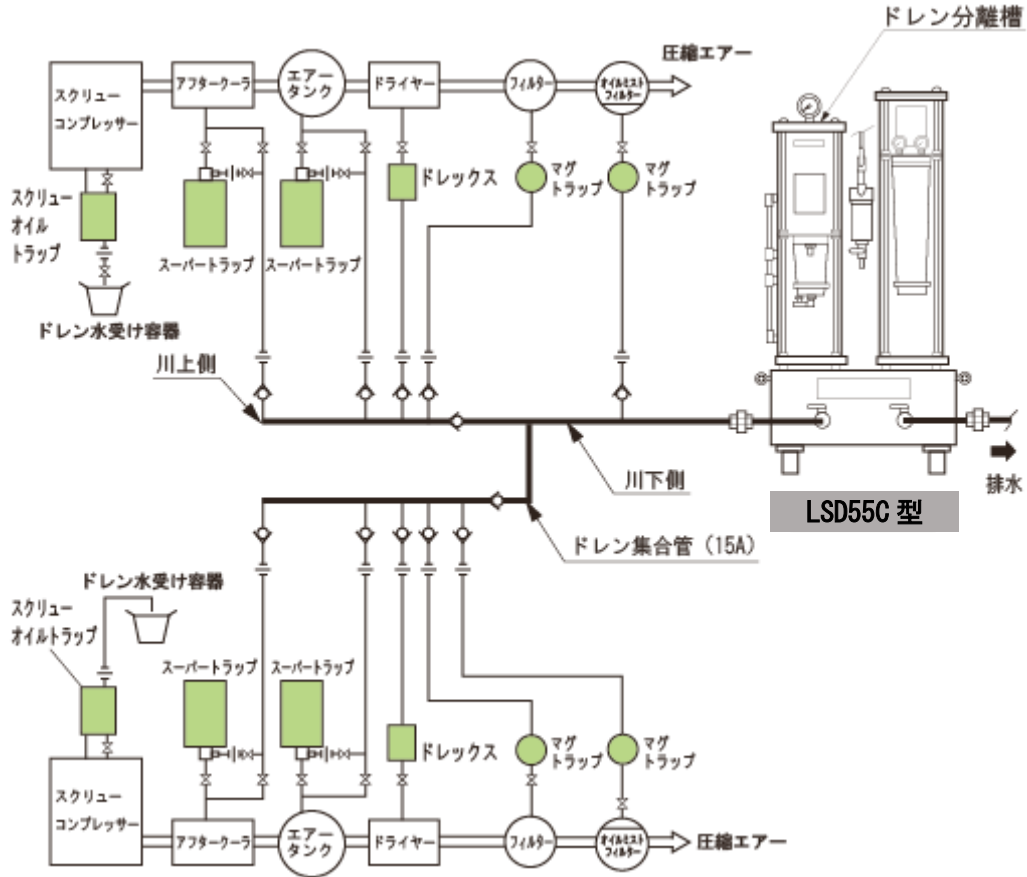 ドレン分離槽
圧縮エアー
スクリュー
コンプレッサー
アフタークーラ
エアー
タンク
ドライヤー
フィルター
オイルミスト
フィルター
スクリュー
オイル
トラップ
スーパートラップ
スーパートラップ
ドレックス
マグ
トラップ
マグ
トラップ
ドレン水受け容器
川上側
川下側
排水
LSD55C 型
ドレン集合管（15A）
ドレン水受け容器
スクリュー
オイルトラップ
スーパートラップ
スーパートラップ
ドレックス
マグ
トラップ
マグ
トラップ
スクリュー
コンプレッサー
アフタークーラ
エアー
タンク
ドライヤー
フィルター
オイルミスト
フィルター
圧縮エアー